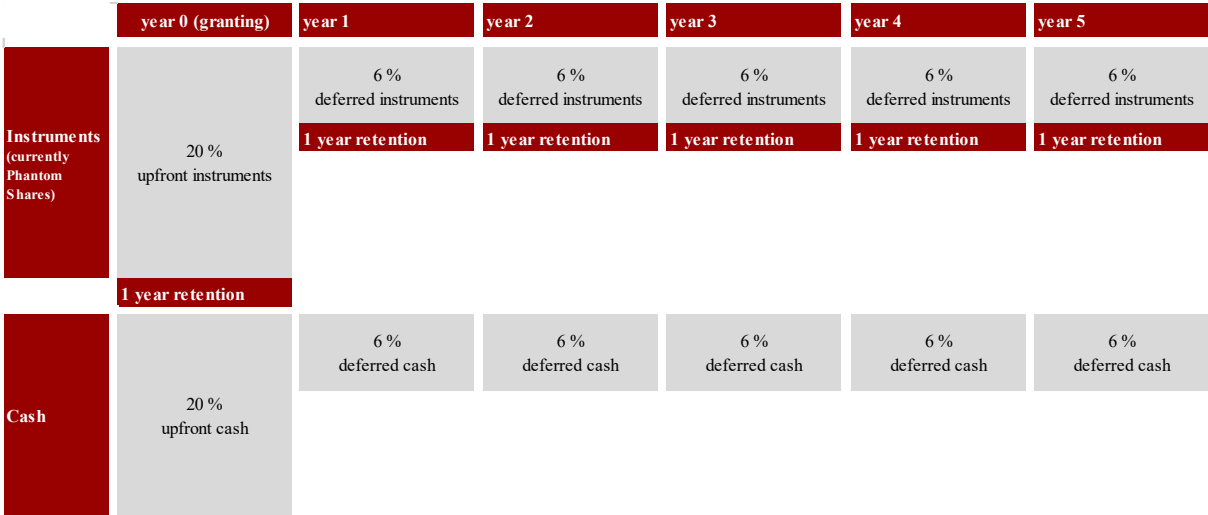 year 0 (granting)
year 1
year 2
year 3
year 4
year 5
Instruments
(currently
Phantom
Shares)
20 %
upfront instruments
1 year retention
6 %
deferred instruments
1 year retention
6 %
deferred instruments
1 year retention
6 %
deferred instruments
1 year retention
6 %
deferred instruments
1 year retention
6 %
deferred instruments
1 year retention
Cash
20 %
upfront cash
6 %
deferred cash
6 %
deferred cash
6 %
deferred cash
6 %
deferred cash
6 %
deferred cash